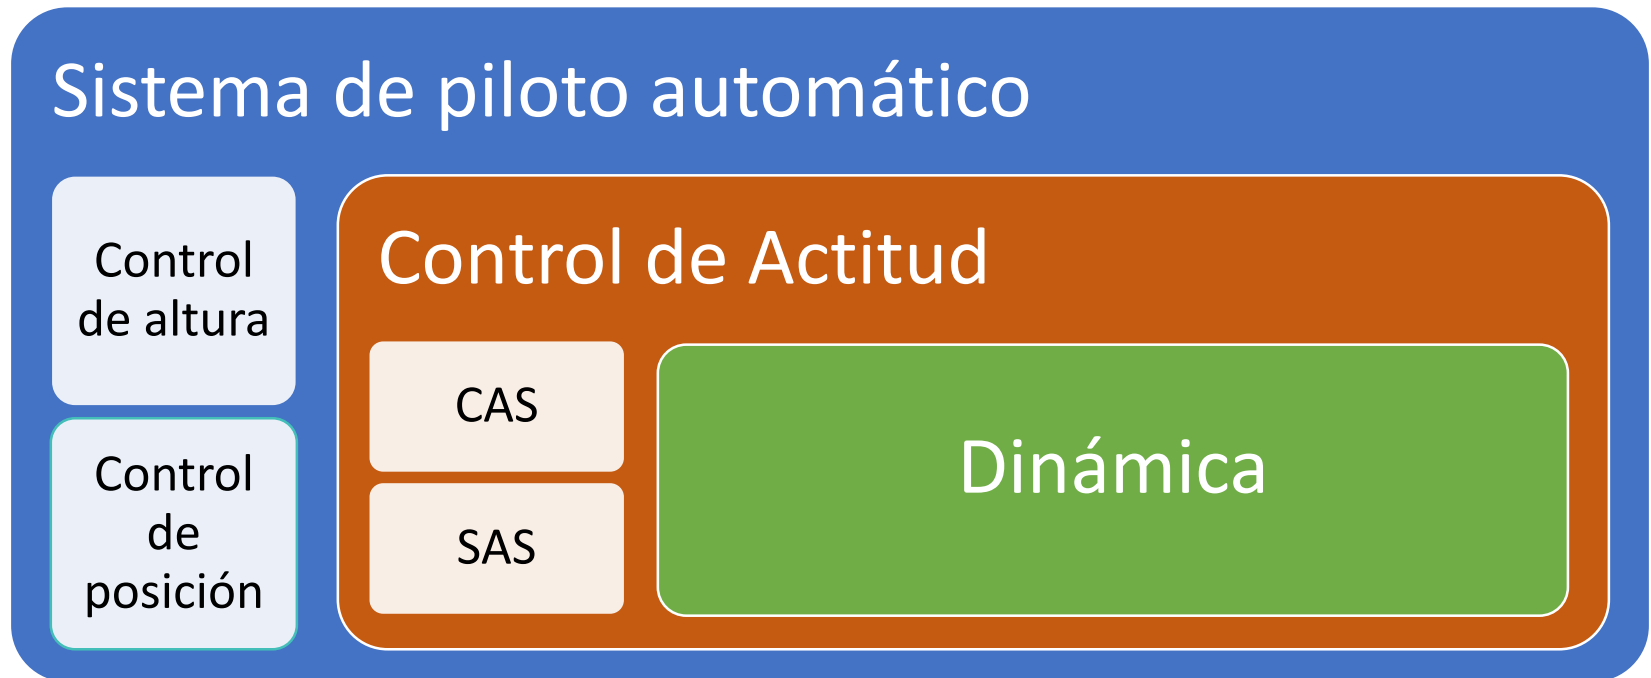 Sistema de piloto automático
Control
de altura
Control
de
posición
Control de Actitud
CAS
SAS
Dinámica